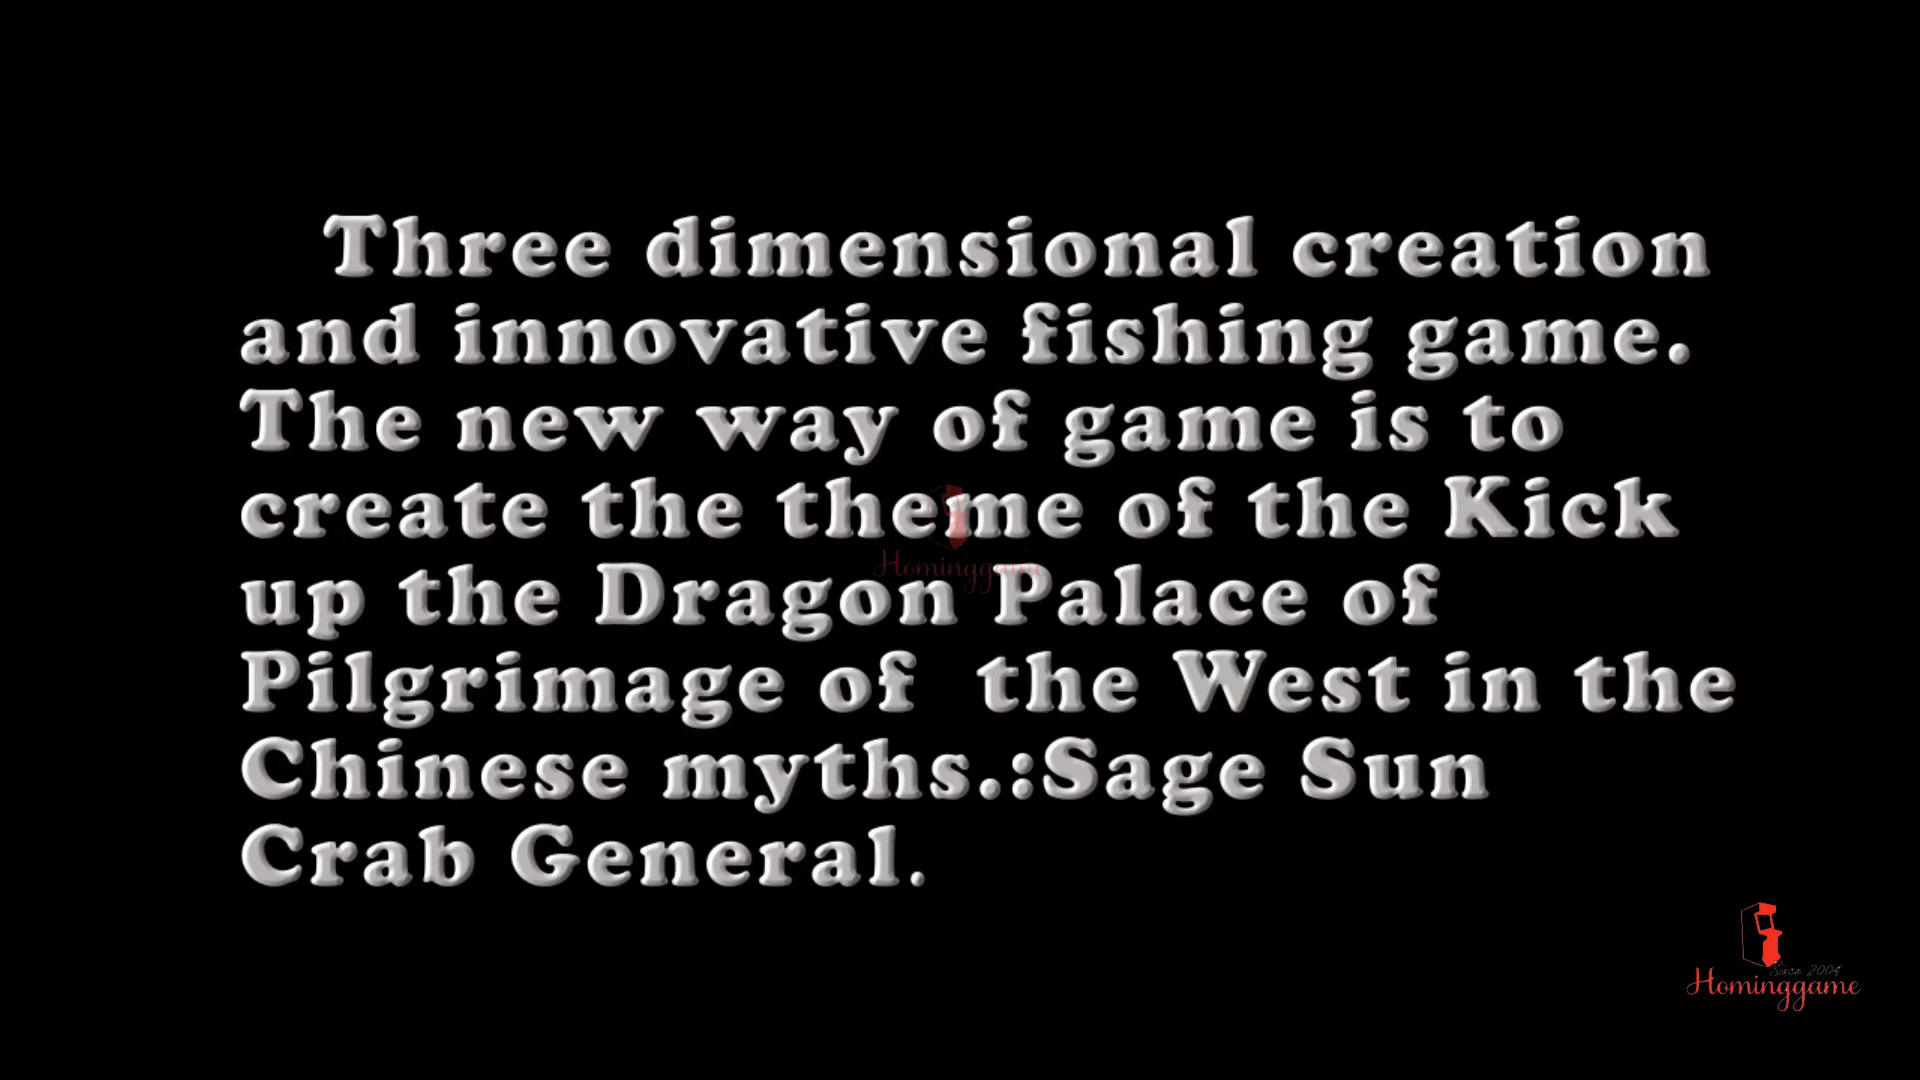 Three dimensional creation
and innovative fishing game.
The new way of game is to
create the theme of the Kick
up the Dragon Palace of
Pilgrimage of  the West in the
Chinese myths.:Sage Sun
Crab General.
Hominggame
Since 2004
Hominggame